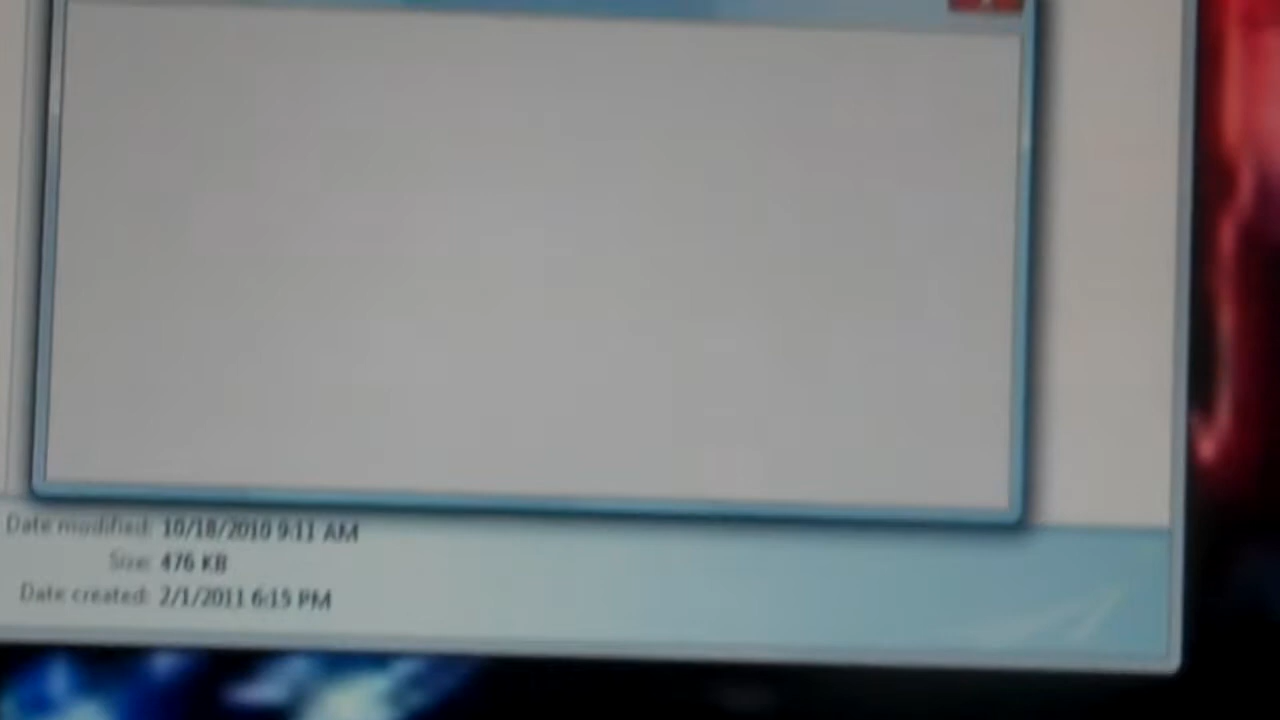 Date modified: 10/18/2010 9:11 AM
Size: 476 KB
Date created: 2/1/2011 6:15 PM